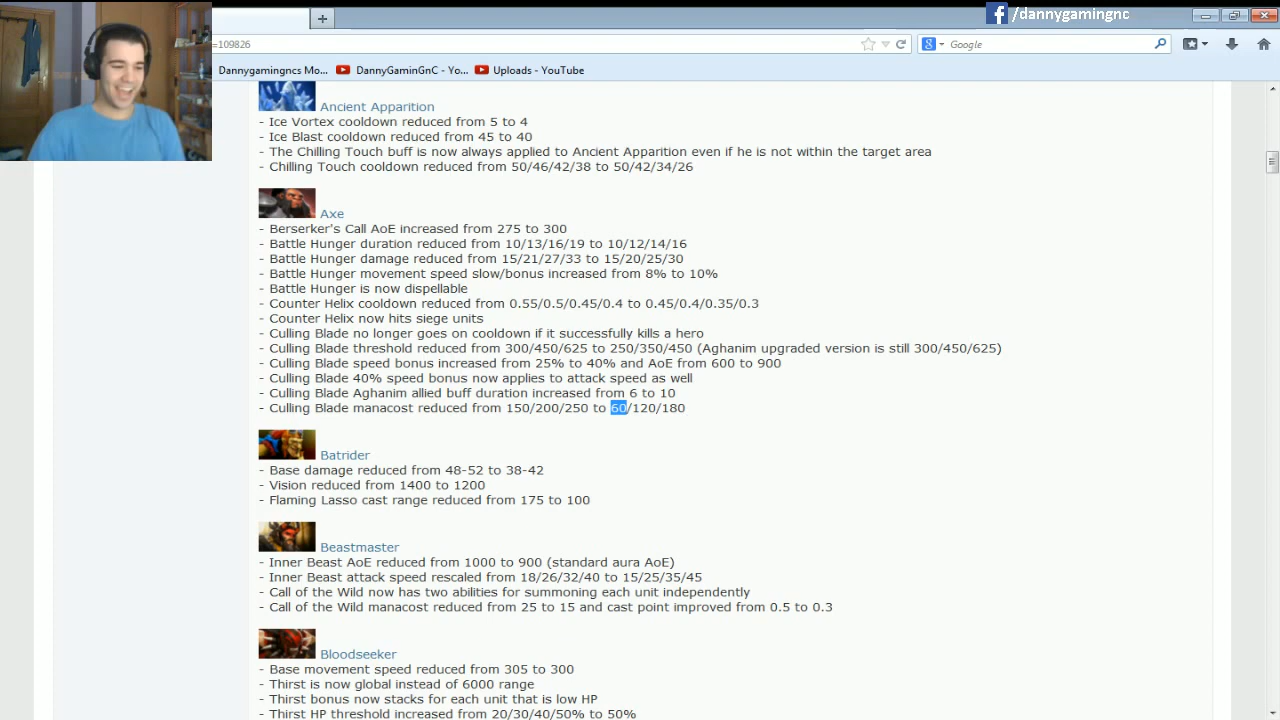 /dannygamingnc
=109826
Google
Dannygamingncs Mo...
DannyGaminGnC - Yo...
Uploads - YouTube
Ancient Apparition
- Ice Vortex cooldown reduced from 5 to 4
- Ice Blast cooldown reduced from 45 to 40
- The Chilling Touch buff is now always applied to Ancient Apparition even if he is not within the target area
- Chilling Touch cooldown reduced from 50/46/42/38 to 50/42/34/26
Axe
- Berserker's Call AoE increased from 275 to 300
- Battle Hunger duration reduced from 10/13/16/19 to 10/12/14/16
- Battle Hunger damage reduced from 15/21/27/33 to 15/20/25/30
- Battle Hunger movement speed slow/bonus increased from 8% to 10%
- Battle Hunger is now dispellable
- Counter Helix cooldown reduced from 0.55/0.5/0.45/0.4 to 0.45/0.4/0.35/0.3
- Counter Helix now hits siege units
- Culling Blade no longer goes on cooldown if it successfully kills a hero
- Culling Blade threshold reduced from 300/450/625 to 250/350/450 (Aghanim upgraded version is still 300/450/625)
- Culling Blade speed bonus increased from 25% to 40% and AoE from 600 to 900
- Culling Blade 40% speed bonus now applies to attack speed as well
- Culling Blade Aghanim allied buff duration increased from 6 to 10
- Culling Blade manacost reduced from 150/200/250 to 60/120/180
Batrider
- Base damage reduced from 48-52 to 38-42
- Vision reduced from 1400 to 1200
- Flaming Lasso cast range reduced from 175 to 100
Beastmaster
- Inner Beast AoE reduced from 1000 to 900 (standard aura AoE)
- Inner Beast attack speed rescaled from 18/26/32/40 to 15/25/35/45
- Call of the Wild now has two abilities for summoning each unit independently
- Call of the Wild manacost reduced from 25 to 15 and cast point improved from 0.5 to 0.3
Bloodseeker
- Base movement speed reduced from 305 to 300
- Thirst is now global instead of 6000 range
- Thirst bonus now stacks for each unit that is low HP
- Thirst HP threshold increased from 20/30/40/50% to 50%